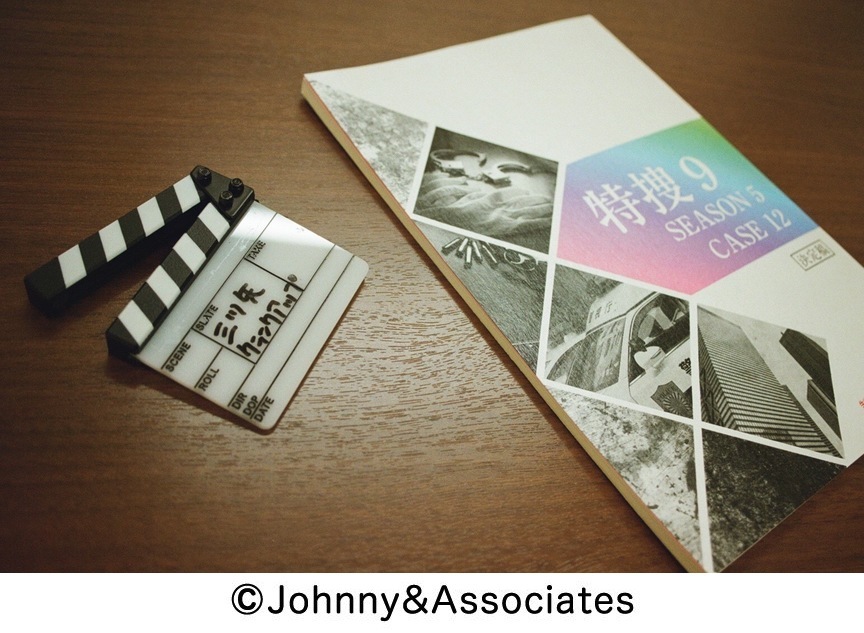 特捜9
SEASON 5
CASE 12
決定稿
TAKE
SLATE
三ツ矢
クランクアップ
SCENE
ROLL
DIR
DOP
DATE
©Johnny&Associates